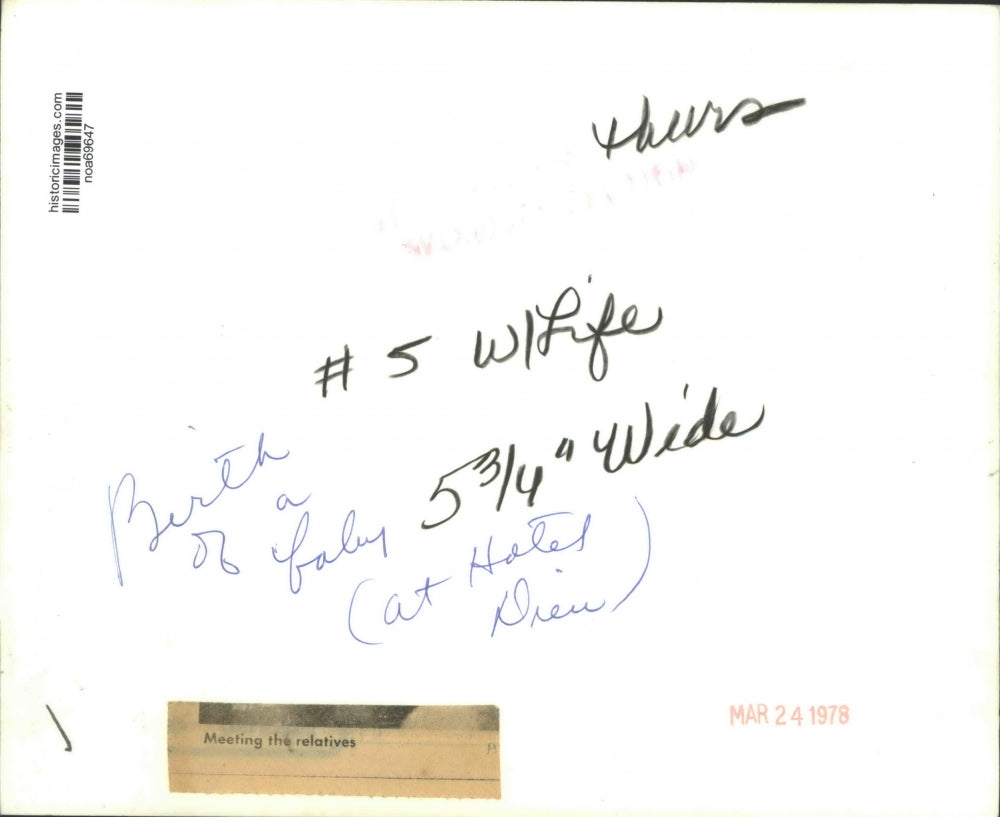 historicimages.com
noa69647
thurs
# 5 W/Life
5 3/4" Wide
Birth
of a baby
(at Hotel
Dieu)
Meeting the relatives
MAR 24 1978